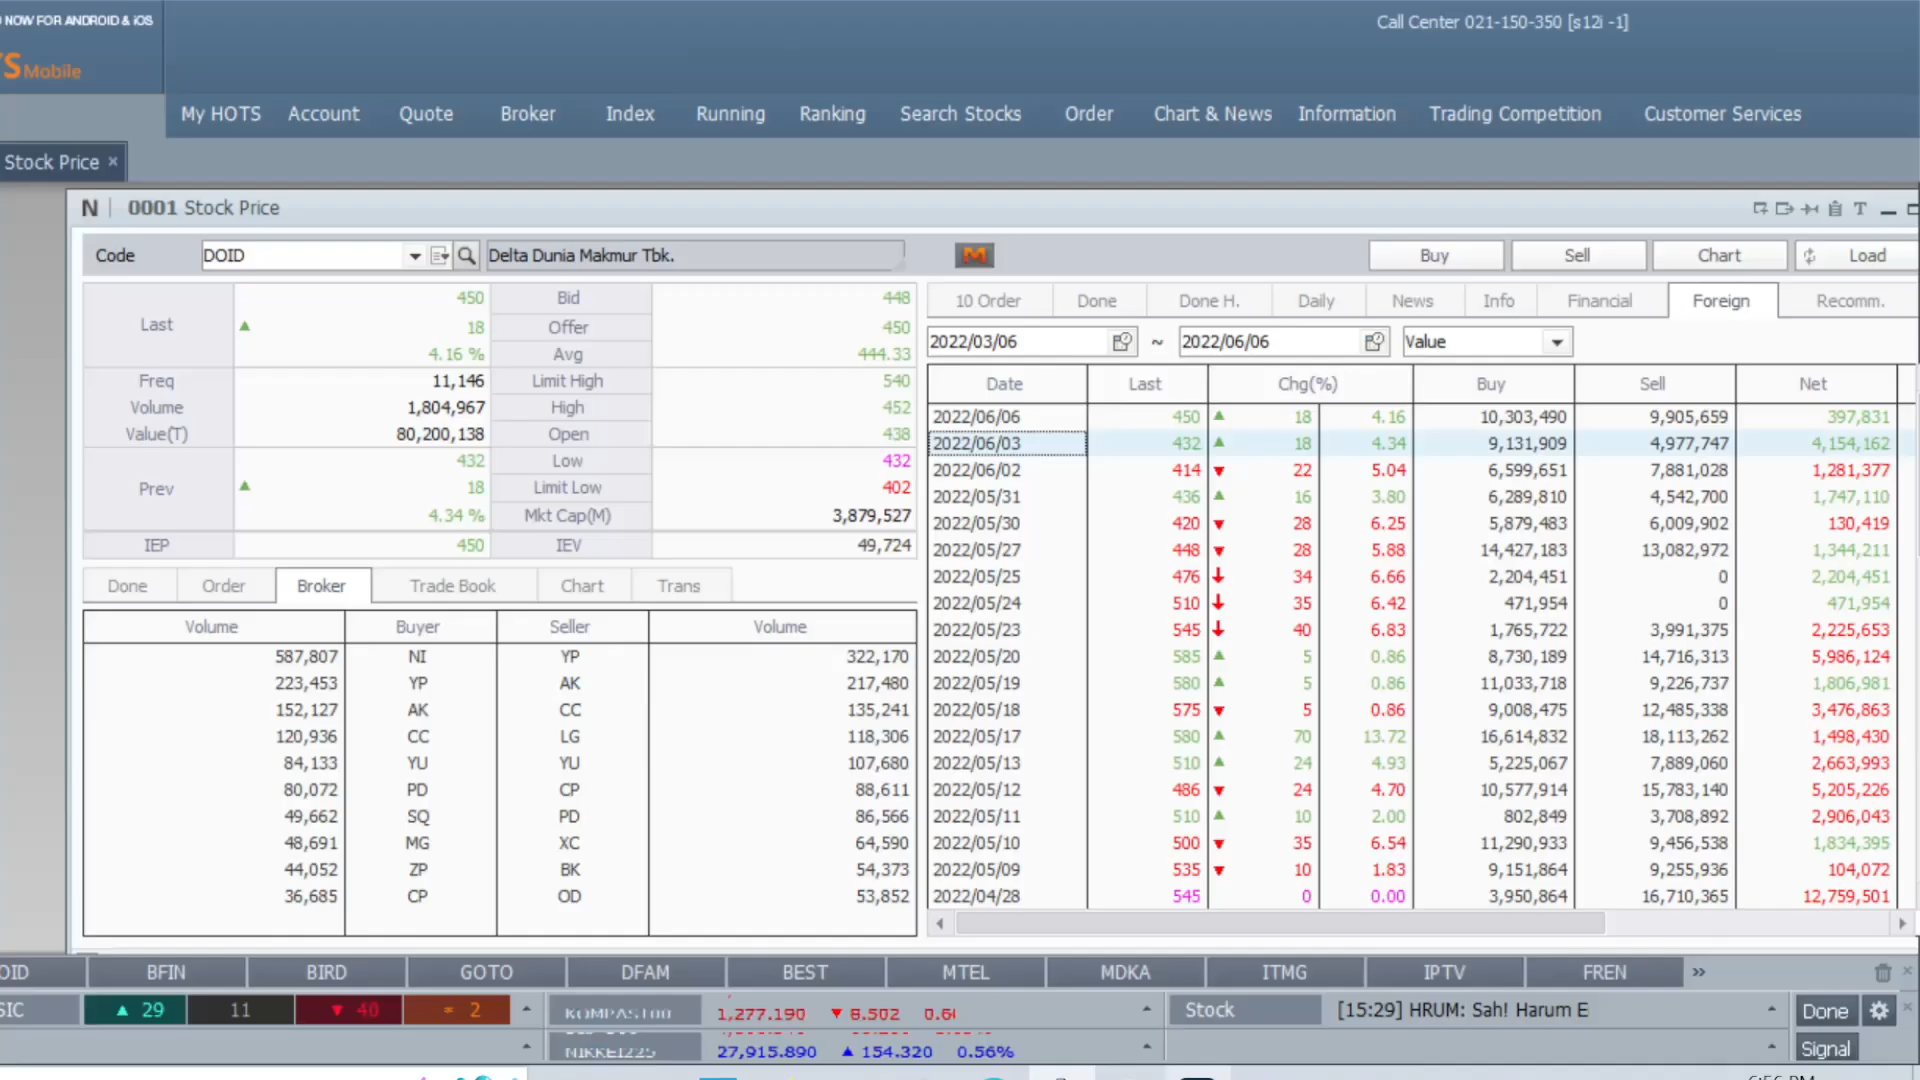 NOW FOR ANDROID & iOS
Call Center 021-150-350 [s12i -1]
TS Mobile
My HOTS Account Quote Broker Index Running Ranking Search Stocks Order Chart & News Information Trading Competition Customer Services
Stock Price ×
N | 0001 Stock Price
Code DOID Delta Dunia Makmur Tbk. M Buy Sell Chart Load
10 Order Done Done H. Daily News Info Financial Foreign Recomm.
2022/03/06 ~ 2022/06/06 Value
Last 450 Bid 448
▲ 18 Offer 450
4.16 % Avg 444.33
Freq 11,146 Limit High 540
Volume 1,804,967 High 452
Value(T) 80,200,138 Open 438
Prev 432 Low 432
▲ 18 Limit Low 402
4.34 % Mkt Cap(M) 3,879,527
IEP 450 IEV 49,724
Done Order Broker Trade Book Chart Trans
Volume Buyer Seller Volume
587,807 NI YP 322,170
223,453 YP AK 217,480
152,127 AK CC 135,241
120,936 CC LG 118,306
84,133 YU YU 107,680
80,072 PD CP 88,611
49,662 SQ PD 86,566
48,691 MG XC 64,590
44,052 ZP BK 54,373
36,685 CP OD 53,852
Date Last Chg(%) Buy Sell Net
2022/06/06 450 ▲ 18 4.16 10,303,490 9,905,659 397,831
2022/06/03 432 ▲ 18 4.34 9,131,909 4,977,747 4,154,162
2022/06/02 414 ▼ 22 5.04 6,599,651 7,881,028 1,281,377
2022/05/31 436 ▲ 16 3.80 6,289,810 4,542,700 1,747,110
2022/05/30 420 ▼ 28 6.25 5,879,483 6,009,902 130,419
2022/05/27 448 ▼ 28 5.88 14,427,183 13,082,972 1,344,211
2022/05/25 476 ↓ 34 6.66 2,204,451 0 2,204,451
2022/05/24 510 ↓ 35 6.42 471,954 0 471,954
2022/05/23 545 ↓ 40 6.83 1,765,722 3,991,375 2,225,653
2022/05/20 585 ▲ 5 0.86 8,730,189 14,716,313 5,986,124
2022/05/19 580 ▲ 5 0.86 11,033,718 9,226,737 1,806,981
2022/05/18 575 ▼ 5 0.86 9,008,475 12,485,338 3,476,863
2022/05/17 580 ▲ 70 13.72 16,614,832 18,113,262 1,498,430
2022/05/13 510 ▲ 24 4.93 5,225,067 7,889,060 2,663,993
2022/05/12 486 ▼ 24 4.70 10,577,914 15,783,140 5,205,226
2022/05/11 510 ▲ 10 2.00 802,849 3,708,892 2,906,043
2022/05/10 500 ▼ 35 6.54 11,290,933 9,456,538 1,834,395
2022/05/09 535 ▼ 10 1.83 9,151,864 9,255,936 104,072
2022/04/28 545 0 0.00 3,950,864 16,710,365 12,759,501
OID BFIN BIRD GOTO DFAM BEST MTEL MDKA ITMG IPTV FREN »
SIC ▲ 29 11 ▼ 40 = 2 KOMPAS100 1,277.190 ▼ 8.502 Stock [15:29] HRUM: Sah! Harum E Done
NIKKEI225 27,915.890 ▲ 154.320 0.56% Signal